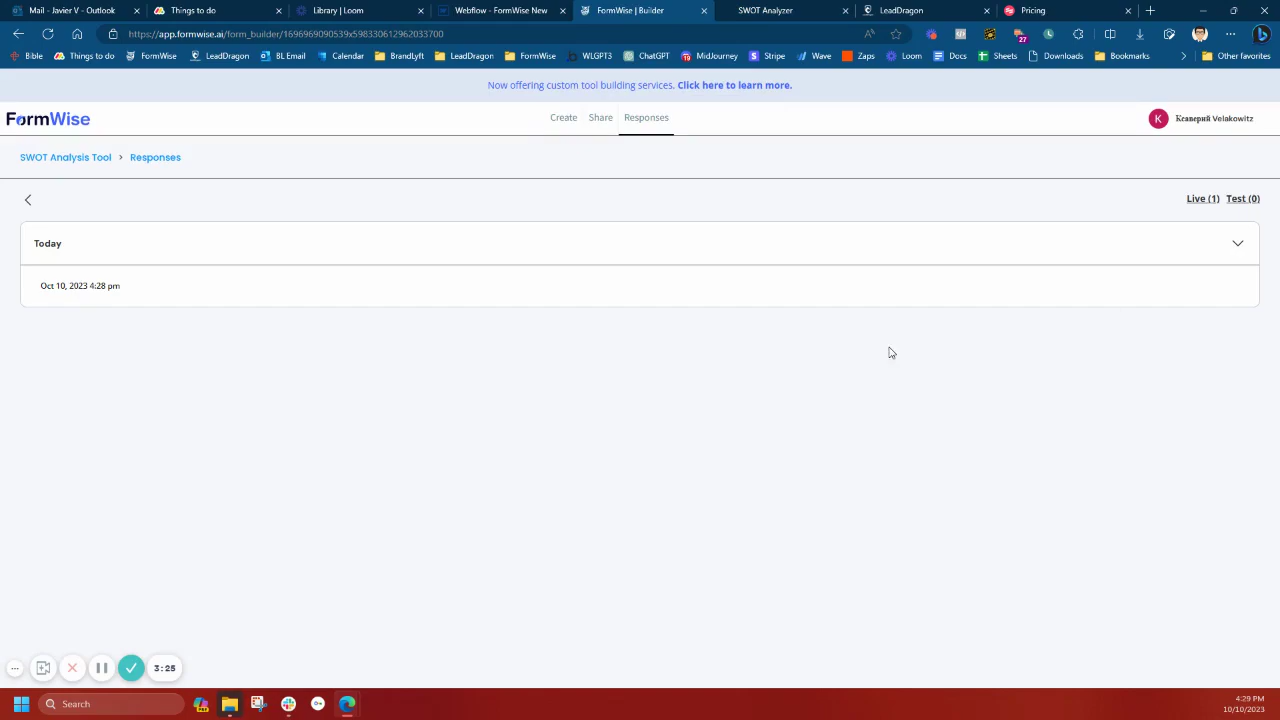 Mail - Javier V - Outlook
Things to do
Library | Loom
Webflow - FormWise New
FormWise | Builder
SWOT Analyzer
LeadDragon
Pricing
https://app.formwise.ai/form_builder/1696969090539x598330612962033700
27
Bible Things to do FormWise LeadDragon BL Email Calendar BrandLyft LeadDragon FormWise WLGPT3 ChatGPT MidJourney Stripe Wave Zaps Loom Docs Sheets Downloads Bookmarks Other favorites
Now offering custom tool building services. Click here to learn more.
FormWise
Create Share Responses
K Ксаверий Velakowitz
SWOT Analysis Tool > Responses
Live (1) Test (0)
Today
Oct 10, 2023 4:28 pm
3:25
Search
4:29 PM
10/10/2023